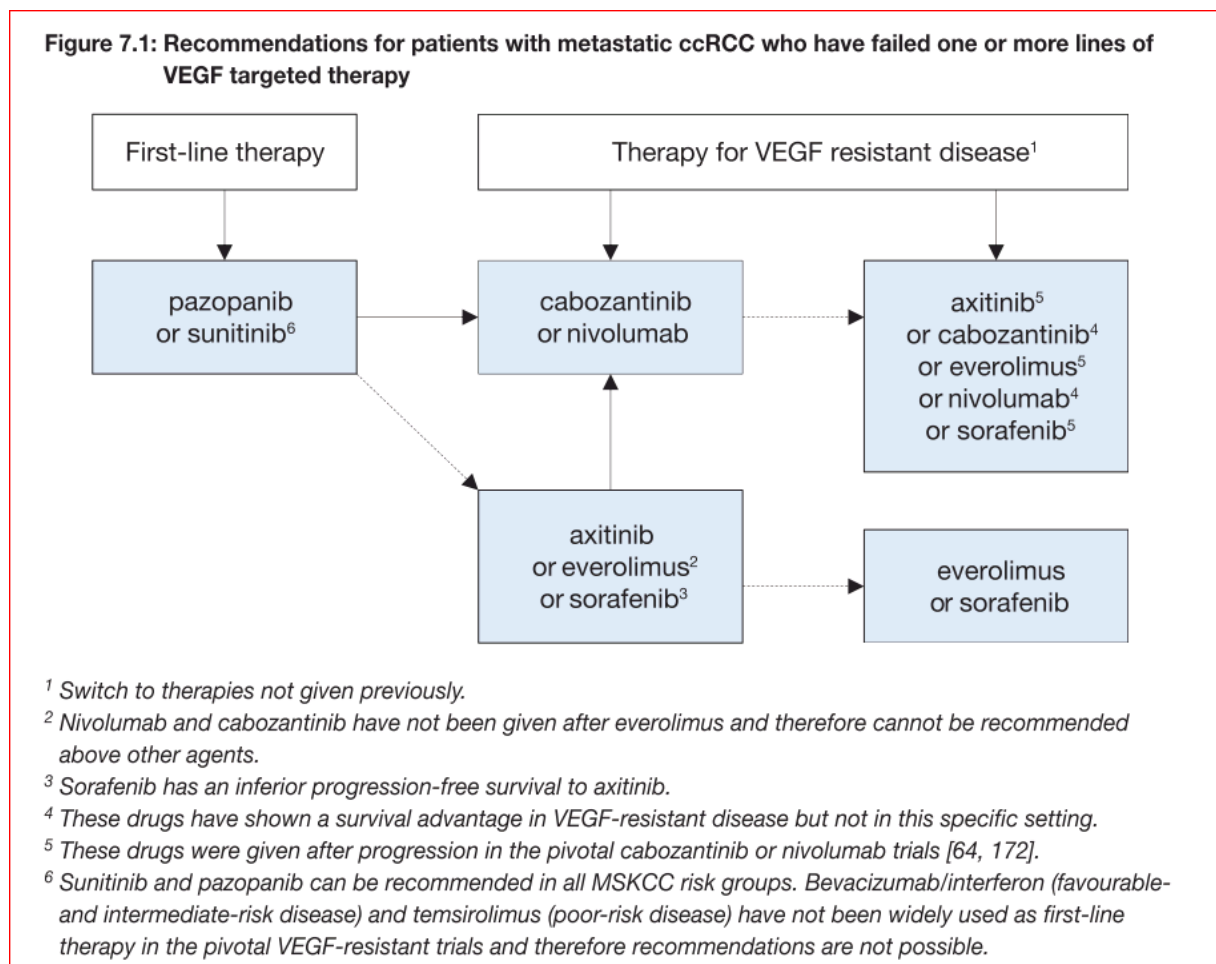 Figure 7.1: Recommendations for patients with metastatic ccRCC who have failed one or more lines of
VEGF targeted therapy
First-line therapy
Therapy for VEGF resistant disease¹
pazopanib
or sunitinib⁶
cabozantinib
or nivolumab
axitinib⁵
or cabozantinib⁴
or everolimus⁵
or nivolumab⁴
or sorafenib⁵
axitinib
or everolimus²
or sorafenib³
everolimus
or sorafenib
¹ Switch to therapies not given previously.
² Nivolumab and cabozantinib have not been given after everolimus and therefore cannot be recommended
above other agents.
³ Sorafenib has an inferior progression-free survival to axitinib.
⁴ These drugs have shown a survival advantage in VEGF-resistant disease but not in this specific setting.
⁵ These drugs were given after progression in the pivotal cabozantinib or nivolumab trials [64, 172].
⁶ Sunitinib and pazopanib can be recommended in all MSKCC risk groups. Bevacizumab/interferon (favourable-
and intermediate-risk disease) and temsirolimus (poor-risk disease) have not been widely used as first-line
therapy in the pivotal VEGF-resistant trials and therefore recommendations are not possible.